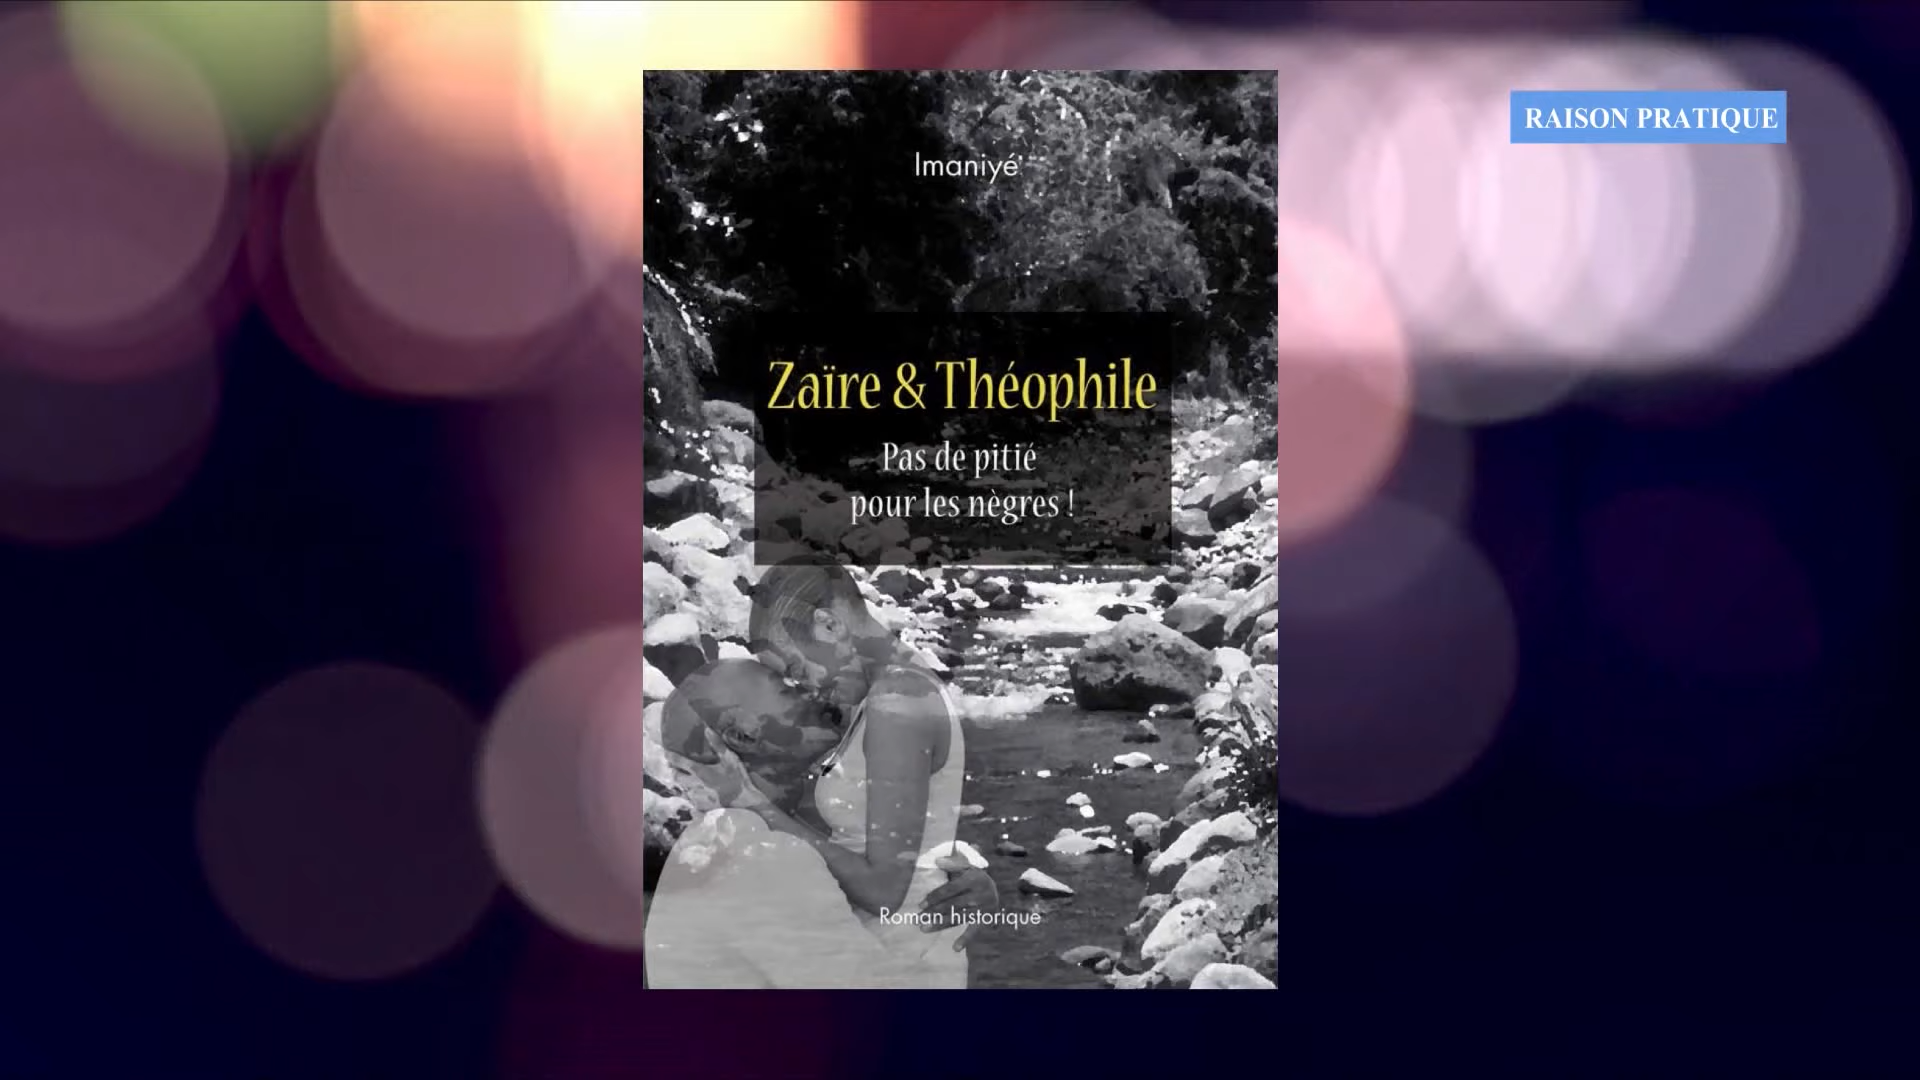 RAISON PRATIQUE
Imaniyé
Zaïre & Théophile
Pas de pitié
pour les nègres !
Roman historique